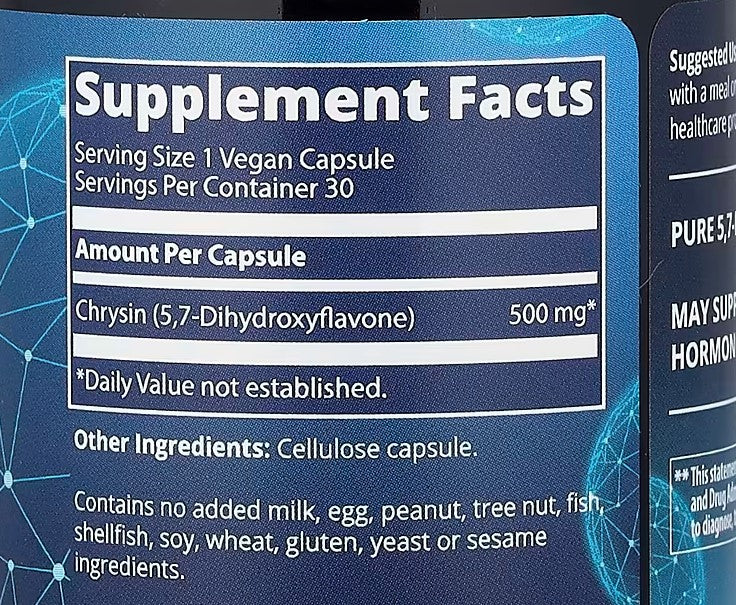 Supplement Facts
Serving Size 1 Vegan Capsule
Servings Per Container 30
Amount Per Capsule
Chrysin (5,7-Dihydroxyflavone) 500 mg*
*Daily Value not established.
Other Ingredients: Cellulose capsule.
Contains no added milk, egg, peanut, tree nut, fish,
shellfish, soy, wheat, gluten, yeast or sesame
ingredients.
Suggested
with a meal
healthcare
PURE 5,7-
MAY
** This
and Drug
to diagnose,